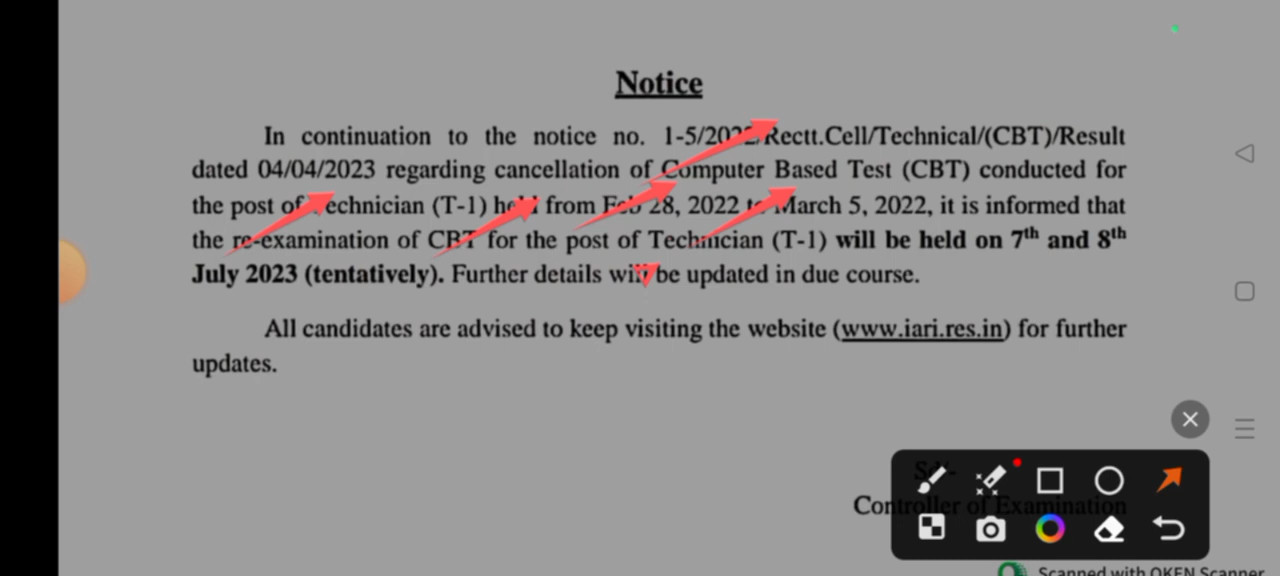 Notice
In continuation to the notice no. 1-5/2022/Rectt.Cell/Technical/(CBT)/Result
dated 04/04/2023 regarding cancellation of Computer Based Test (CBT) conducted for
the post of Technician (T-1) held from Feb 28, 2022 to March 5, 2022, it is informed that
the re-examination of CBT for the post of Technician (T-1) will be held on 7th and 8th
July 2023 (tentatively). Further details will be updated in due course.
All candidates are advised to keep visiting the website (www.iari.res.in) for further
updates.
Sd/-
Controller of Examination
Scanned with OKEN Scanner